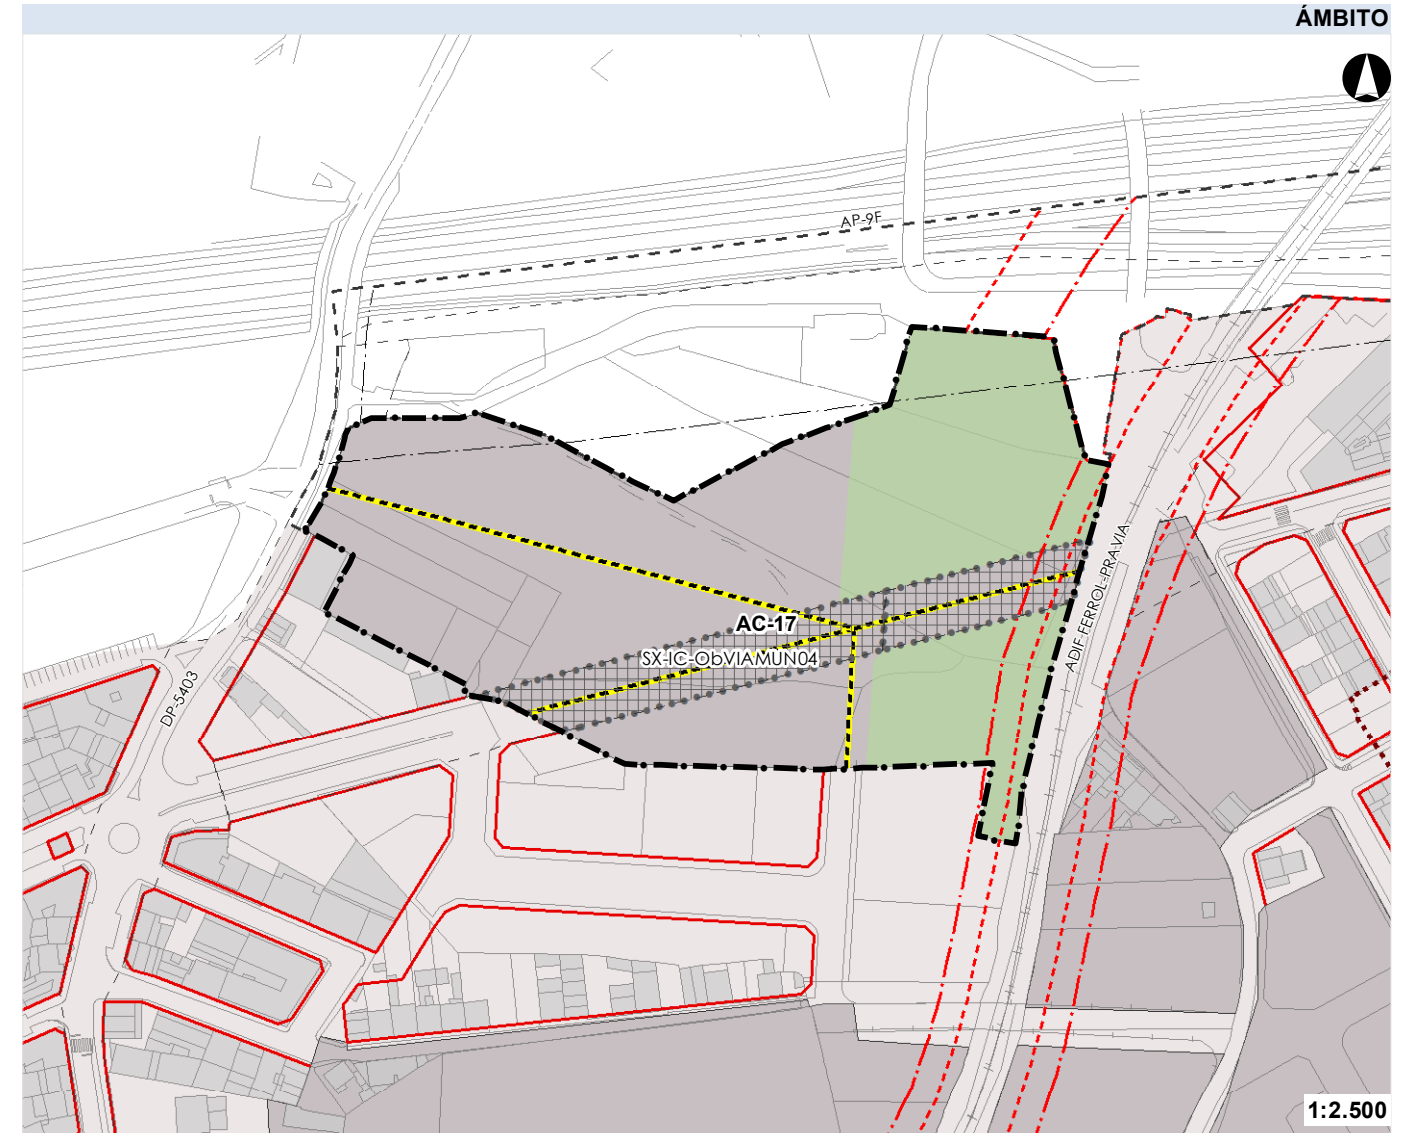 ÁMBITO
AP-9F
AC-17
SX-IC-ObVIAMUN04
ADIF-FERROL-PRAVIA
DP-5403
1:2.500